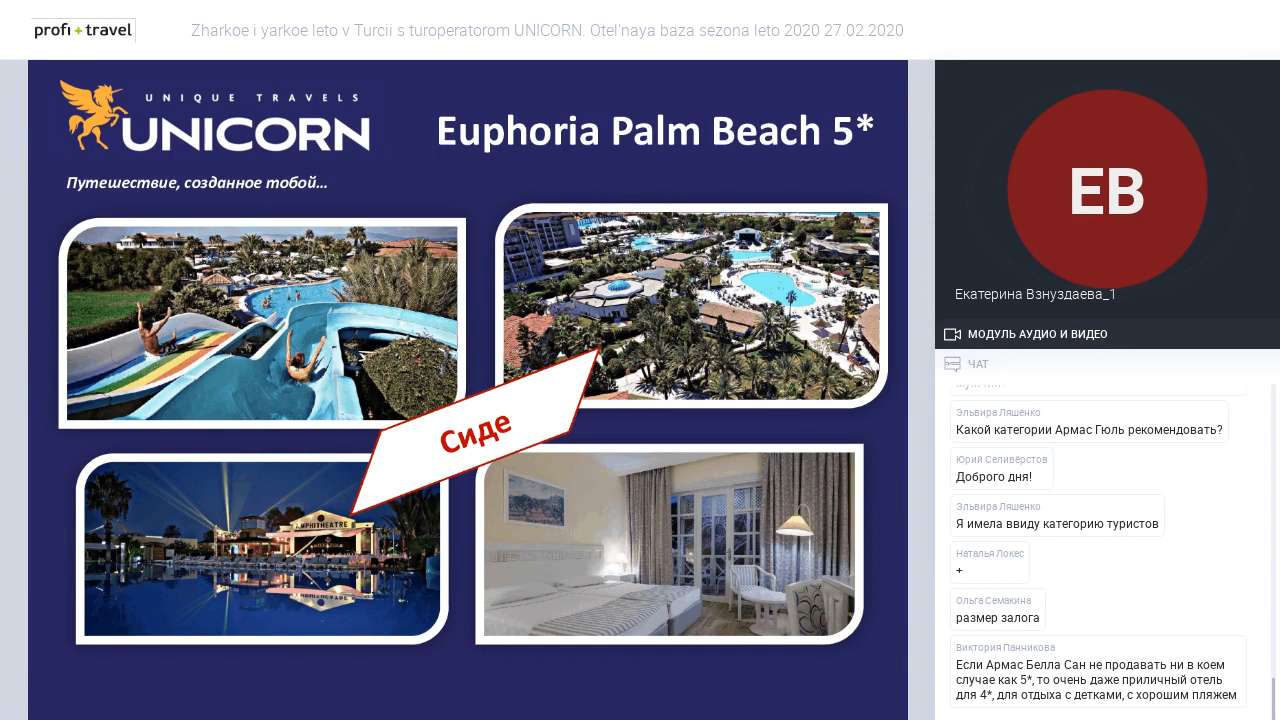 profi + travel
Zharkoe i yarkoe leto v Turcii s turoperatorom UNICORN. Otel'naya baza sezona leto 2020 27.02.2020
UNIQUE TRAVELS
UNICORN
Путешествие, созданное тобой...
Euphoria Palm Beach 5*
Сиде
AMPHITHEATRE
EB
Екатерина Взнуздаева_1
МОДУЛЬ АУДИО И ВИДЕО
ЧАТ
Эльвира Ляшенко
Какой категории Армас Гюль рекомендовать?
Юрий Селивёрстов
Доброго дня!
Эльвира Ляшенко
Я имела ввиду категорию туристов
Наталья Локес
+
Ольга Семакина
размер залога
Виктория Панникова
Если Армас Белла Сан не продавать ни в коем
случае как 5*, то очень даже приличный отель
для 4*, для отдыха с детками, с хорошим пляжем